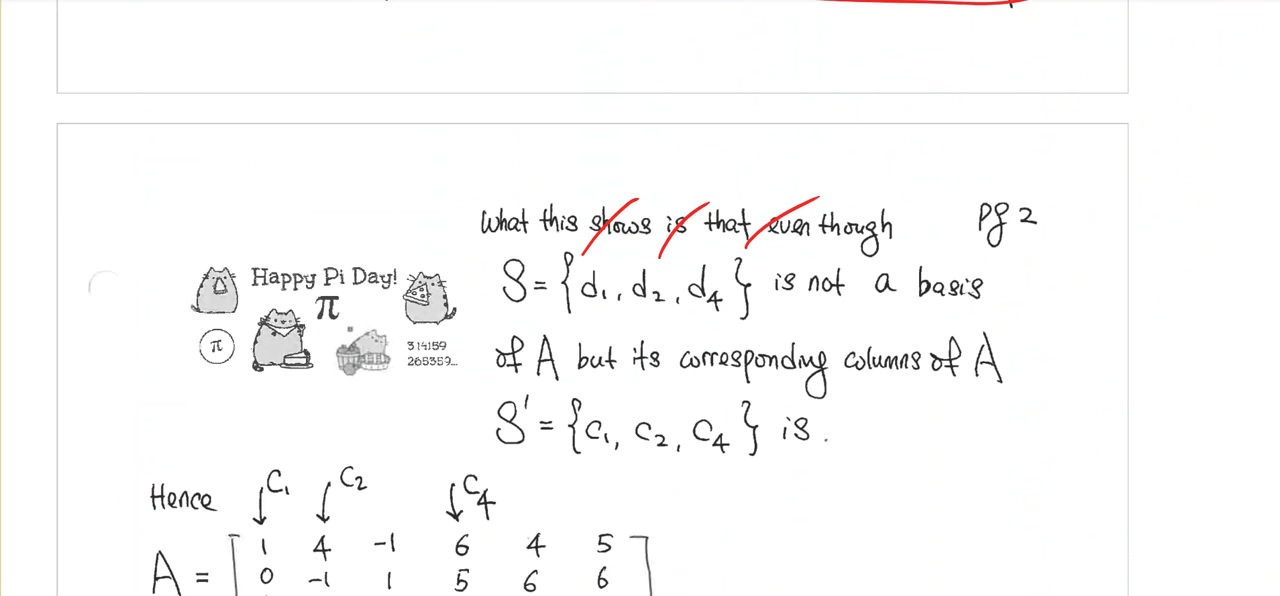 What this shows is that even though pg 2
S = { d₁, d₂, d₄ } is not a basis
of A but its corresponding columns of A
S' = { c₁, c₂, c₄ } is .
Happy Pi Day!
π
π
3.14159
265359...
Hence ↓C₁ ↓C₂ ↓C₄
1 4 -1 6 4 5
A = 0 -1 1 5 6 6